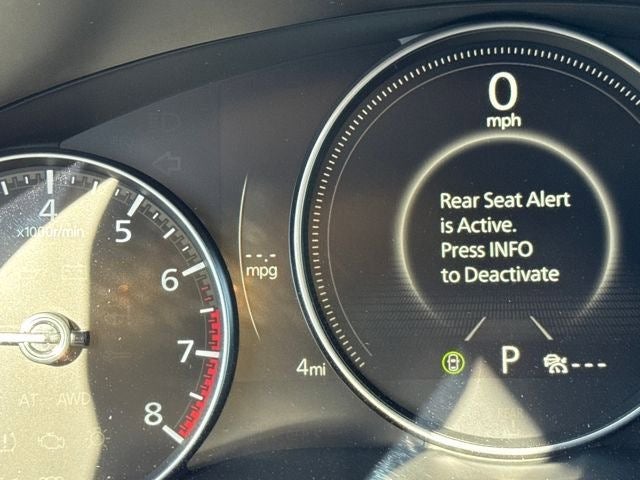 0
mph
Rear Seat Alert
is Active.
Press INFO
to Deactivate
4
x1000r/min
5
6
7
8
-.-
mpg
4mi
P
---
AT AWD